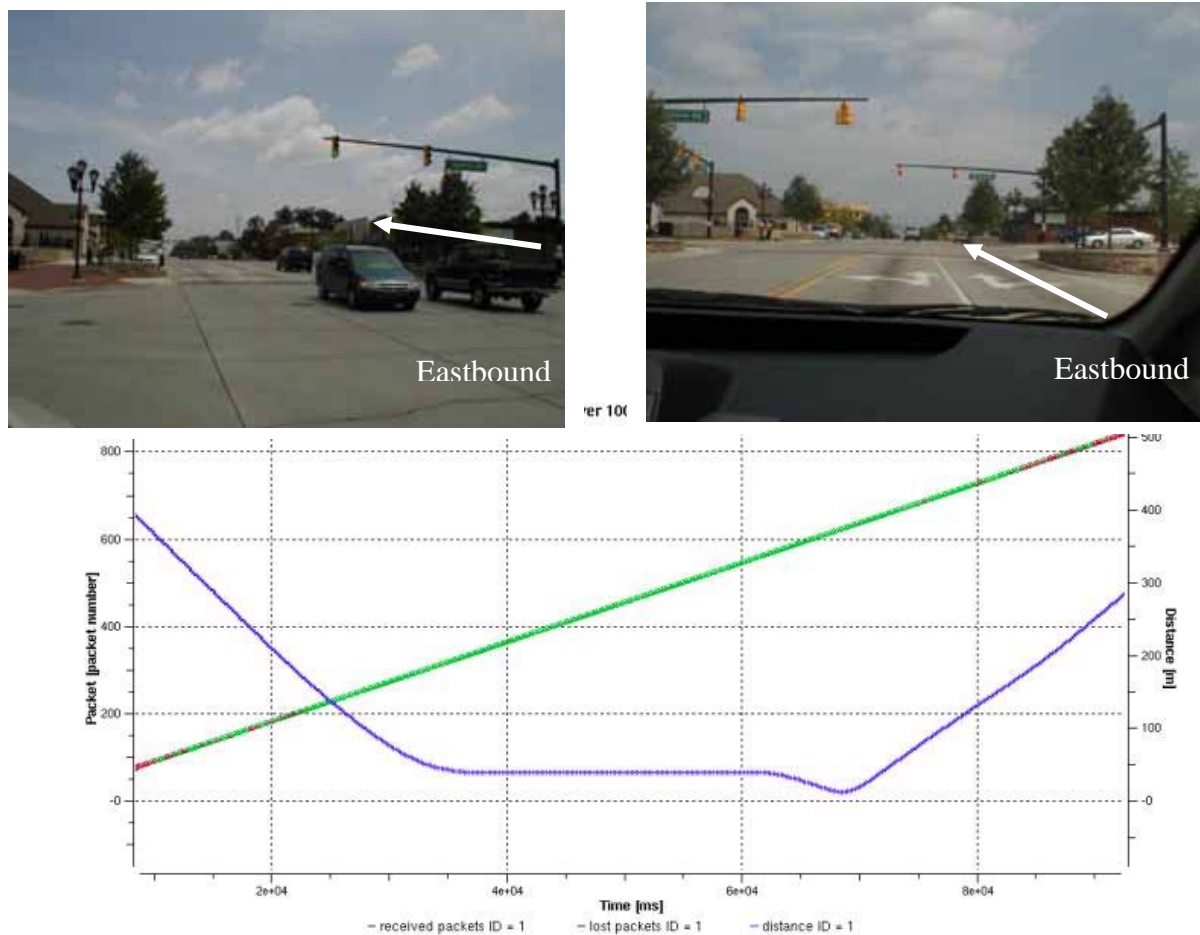 Eastbound
Eastbound
ver 100
800
600
400
200
-0
Packet [packet number]
500
400
300
200
100
-0
Distance [m]
2e+04
4e+04
6e+04
8e+04
Time [ms]
– received packets ID = 1
– lost packets ID = 1
– distance ID = 1